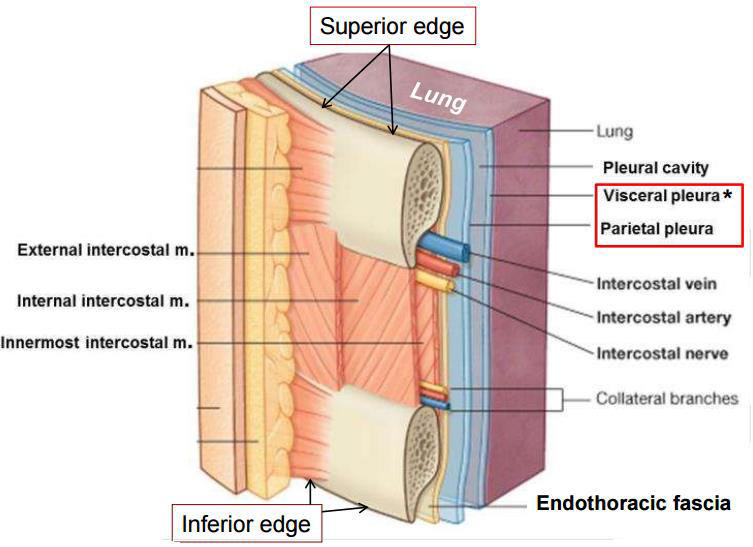 Superior edge
Lung
Lung
Pleural cavity
Visceral pleura*
Parietal pleura
External intercostal m.
Internal intercostal m.
Innermost intercostal m.
Intercostal vein
Intercostal artery
Intercostal nerve
Collateral branches
Endothoracic fascia
Inferior edge